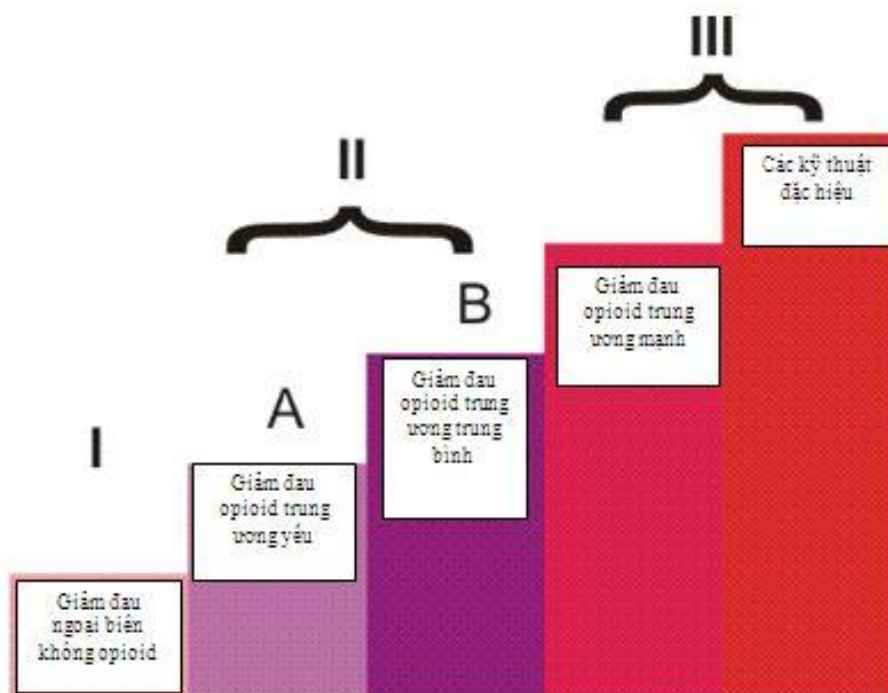 III
II
Các kỹ thuật
đặc hiệu
B
Giảm đau
opioid trung
ương mạnh
A
Giảm đau
opioid trung
ương trung
bình
I
Giảm đau
opioid trung
ương yếu
Giảm đau
ngoại biên
không opioid